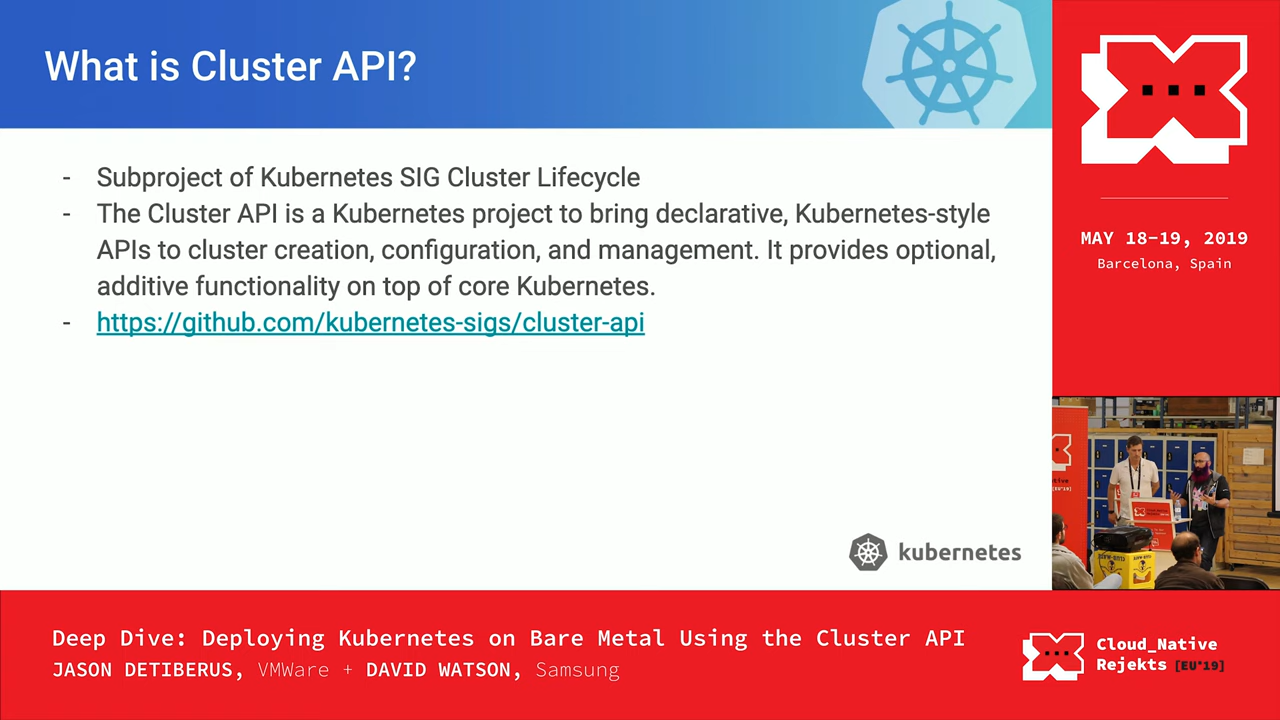 What is Cluster API?
- Subproject of Kubernetes SIG Cluster Lifecycle
- The Cluster API is a Kubernetes project to bring declarative, Kubernetes-style
APIs to cluster creation, configuration, and management. It provides optional,
additive functionality on top of core Kubernetes.
- https://github.com/kubernetes-sigs/cluster-api
kubernetes
MAY 18-19, 2019
Barcelona, Spain
Deep Dive: Deploying Kubernetes on Bare Metal Using the Cluster API
JASON DETIBERUS, VMWare + DAVID WATSON, Samsung
Cloud_Native
Rejekts [EU*19]